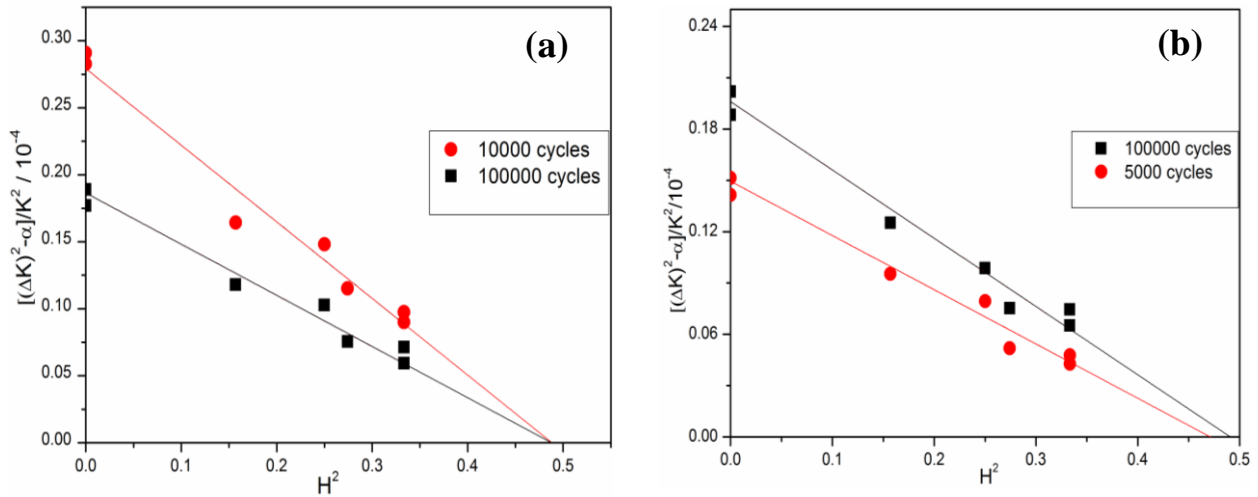 (a)
[(ΔK)²-α]/K² / 10⁻⁴
0.30
0.25
0.20
0.15
0.10
0.05
0.00
10000 cycles
100000 cycles
0.0 0.1 0.2 0.3 0.4 0.5
H²
(b)
[(ΔK)²-α]/K²/10⁻⁴
0.24
0.18
0.12
0.06
0.00
100000 cycles
5000 cycles
0.0 0.1 0.2 0.3 0.4 0.5
H²